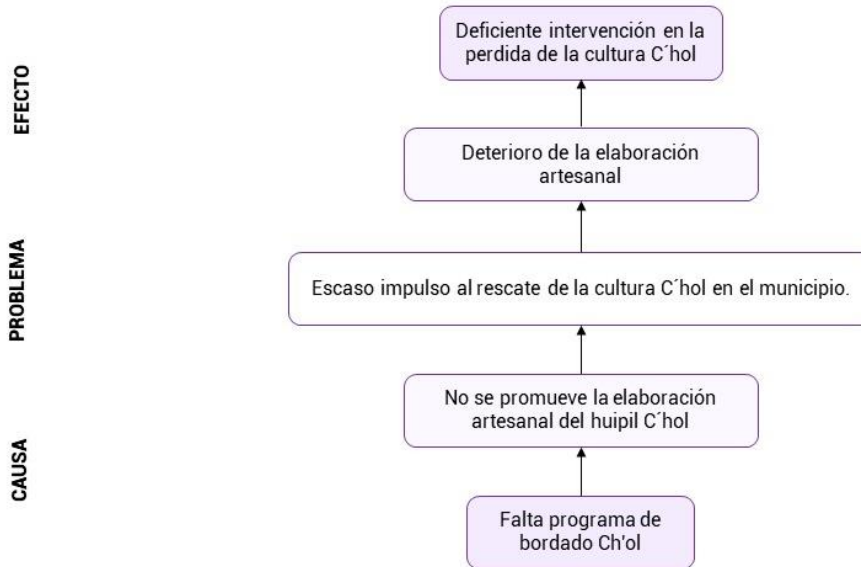 EFECTO
Deficiente intervención en la
perdida de la cultura C´hol
Deterioro de la elaboración
artesanal
PROBLEMA
Escaso impulso al rescate de la cultura C´hol en el municipio.
No se promueve la elaboración
artesanal del huipil C´hol
CAUSA
Falta programa de
bordado Ch'ol